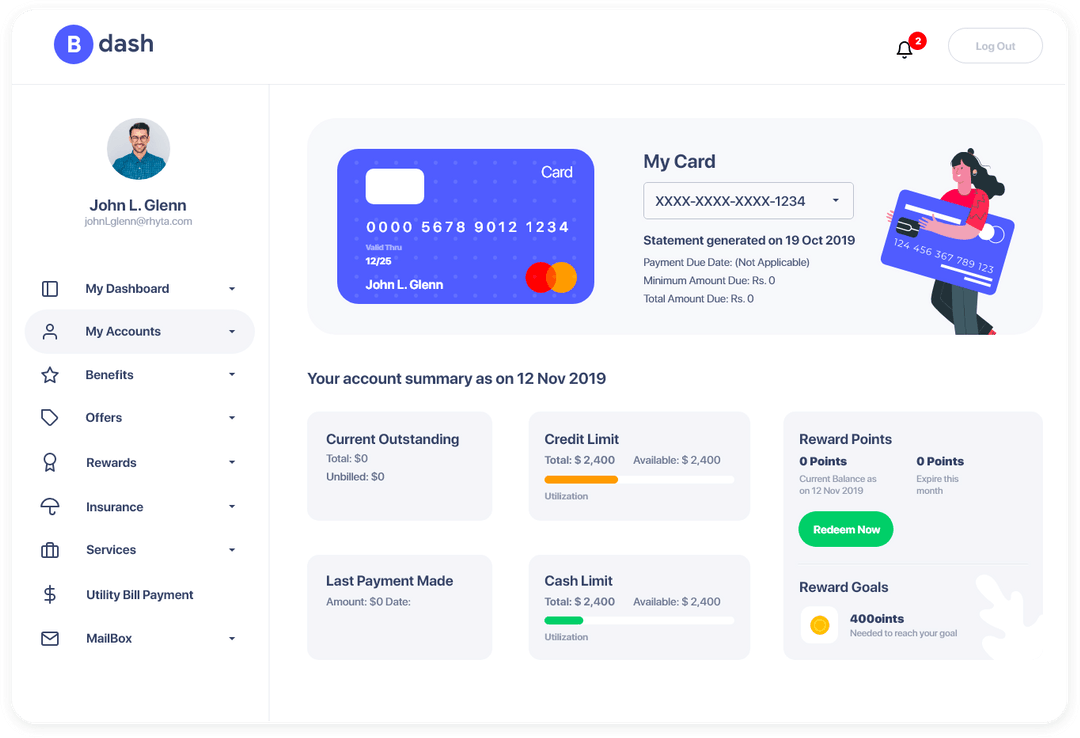 B dash
2
Log Out
John L. Glenn
johnLglenn@rhyta.com
My Dashboard
My Accounts
Benefits
Offers
Rewards
Insurance
Services
Utility Bill Payment
MailBox
Card
0000 5678 9012 1234
Valid Thru
12/25
John L. Glenn
My Card
XXXX-XXXX-XXXX-1234
Statement generated on 19 Oct 2019
Payment Due Date: (Not Applicable)
Minimum Amount Due: Rs. 0
Total Amount Due: Rs. 0
124 456 367 789 123
Your account summary as on 12 Nov 2019
Current Outstanding
Total: $0
Unbilled: $0
Credit Limit
Total: $ 2,400 Available: $ 2,400
Utilization
Last Payment Made
Amount: $0 Date:
Cash Limit
Total: $ 2,400 Available: $ 2,400
Utilization
Reward Points
0 Points
Current Balance as
on 12 Nov 2019
0 Points
Expire this
month
Redeem Now
Reward Goals
400oints
Needed to reach your goal